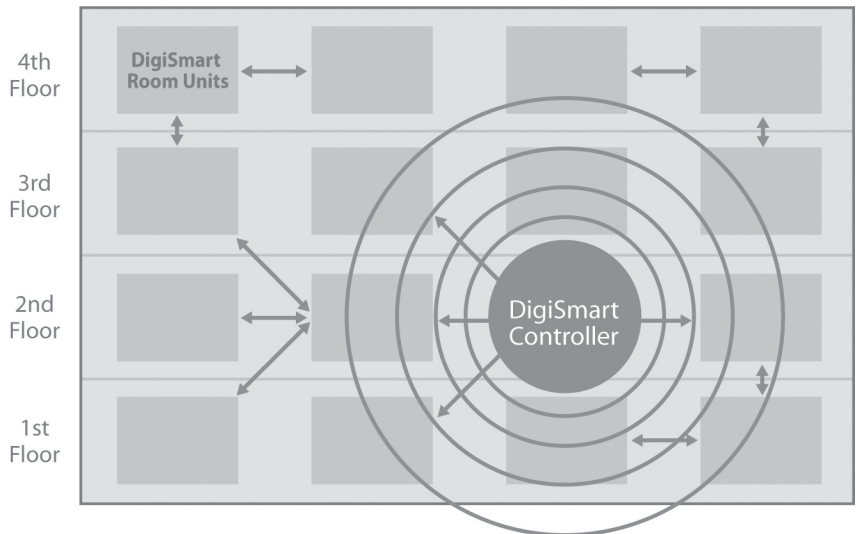 4th
Floor
DigiSmart
Room Units
3rd
Floor
2nd
Floor
DigiSmart
Controller
1st
Floor